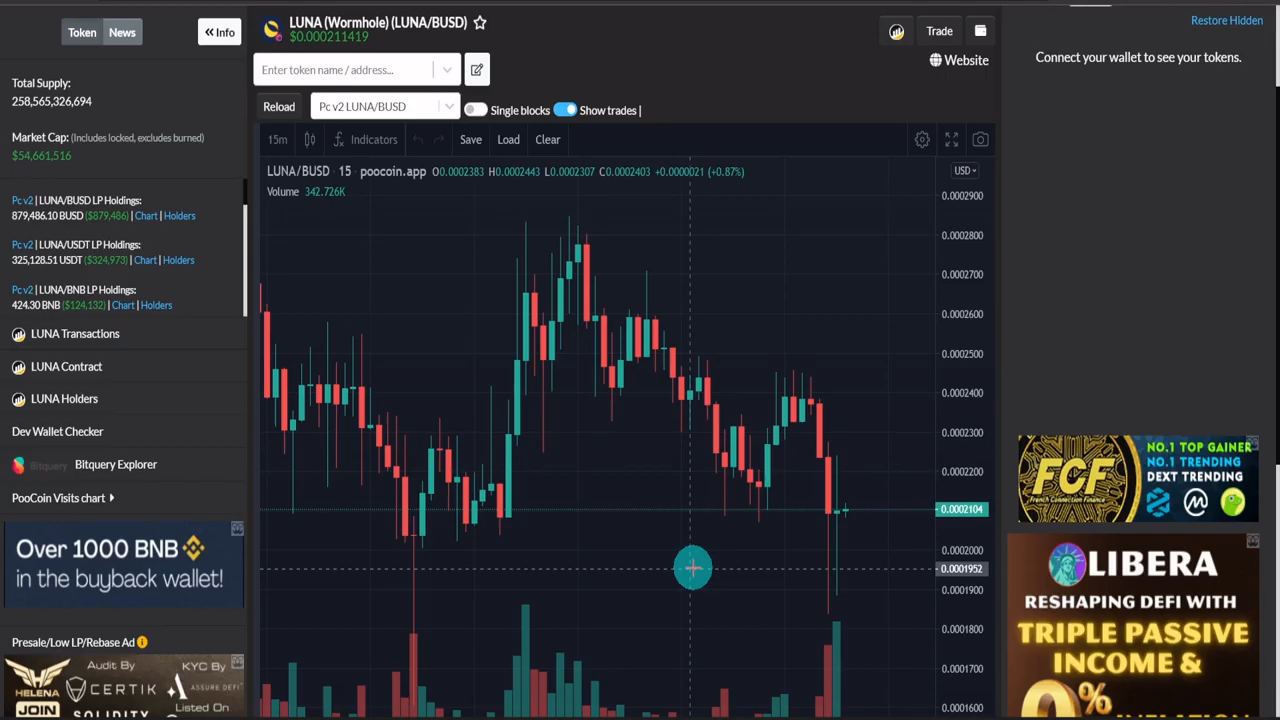 Token
News
« Info
Total Supply:
258,565,326,694
Market Cap: (Includes locked, excludes burned)
$54,661,516
Pc v2 | LUNA/BUSD LP Holdings:
879,486.10 BUSD ($879,486) | Chart | Holders
Pc v2 | LUNA/USDT LP Holdings:
325,128.51 USDT ($324,973) | Chart | Holders
Pc v2 | LUNA/BNB LP Holdings:
424.30 BNB ($124,132) | Chart | Holders
LUNA Transactions
LUNA Contract
LUNA Holders
Dev Wallet Checker
Bitquery Bitquery Explorer
PooCoin Visits chart
Over 1000 BNB
in the buyback wallet!
Presale/Low LP/Rebase Ad
HELENA
JOIN
Audit By
CERTIK
SOLIDITY
KYC By
ASSURE DEFI
Listed On
LUNA (Wormhole) (LUNA/BUSD)
$0.000211419
Trade
Enter token name / address...
Website
Reload
Pc v2 LUNA/BUSD
Single blocks
Show trades |
15m
Indicators
Save
Load
Clear
LUNA/BUSD · 15 poocoin.app O0.0002383 H0.0002443 L0.0002307 C0.0002403 +0.0000021 (+0.87%)
Volume 342.726K
USD
0.0002900
0.0002800
0.0002700
0.0002600
0.0002500
0.0002400
0.0002300
0.0002200
0.0002104
0.0002000
0.0001952
0.0001900
0.0001800
0.0001700
0.0001600
Restore Hidden
Connect your wallet to see your tokens.
FCF
French Connection Finance
NO.1 TOP GAINER
NO.1 TRENDING
DEXT TRENDING
LIBERA
RESHAPING DEFI WITH
TRIPLE PASSIVE
INCOME &
0%